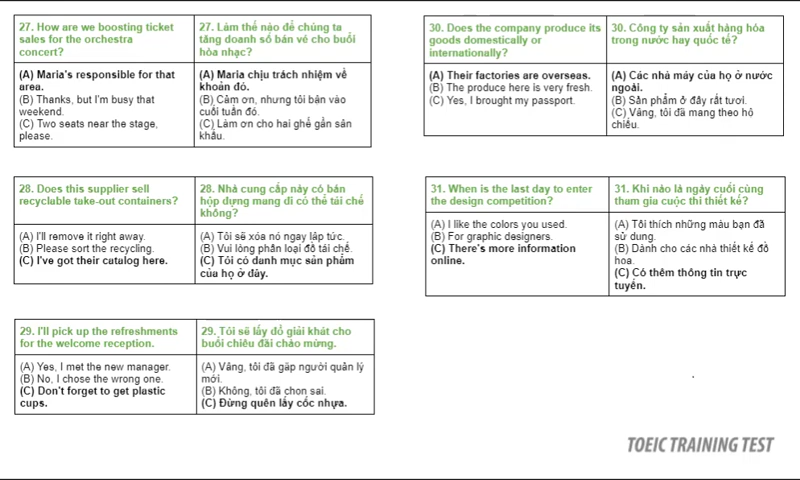 27. How are we boosting ticket
sales for the orchestra
concert?
(A) Maria's responsible for that
area.
(B) Thanks, but I'm busy that
weekend.
(C) Two seats near the stage,
please.
27. Làm thế nào để chúng ta
tăng doanh số bán vé cho buổi
hòa nhạc?
(A) Maria chịu trách nhiệm về
khoản đó.
(B) Cảm ơn, nhưng tôi bận vào
cuối tuần đó.
(C) Làm ơn cho hai ghế gần sân
khấu.
28. Does this supplier sell
recyclable take-out containers?
(A) I'll remove it right away.
(B) Please sort the recycling.
(C) I've got their catalog here.
28. Nhà cung cấp này có bán
hộp đựng mang đi có thể tái chế
không?
(A) Tôi sẽ xóa nó ngay lập tức.
(B) Vui lòng phân loại đồ tái chế.
(C) Tôi có danh mục sản phẩm
của họ ở đây.
29. I'll pick up the refreshments
for the welcome reception.
(A) Yes, I met the new manager.
(B) No, I chose the wrong one.
(C) Don't forget to get plastic
cups.
29. Tôi sẽ lấy đồ giải khát cho
buổi chiêu đãi chào mừng.
(A) Vâng, tôi đã gặp người quản lý
mới.
(B) Không, tôi đã chọn sai.
(C) Đừng quên lấy cốc nhựa.
30. Does the company produce its
goods domestically or
internationally?
(A) Their factories are overseas.
(B) The produce here is very fresh.
(C) Yes, I brought my passport.
30. Công ty sản xuất hàng hóa
trong nước hay quốc tế?
(A) Các nhà máy của họ ở nước
ngoài.
(B) Sản phẩm ở đây rất tươi.
(C) Vâng, tôi đã mang theo hộ
chiếu.
31. When is the last day to enter
the design competition?
(A) I like the colors you used.
(B) For graphic designers.
(C) There's more information
online.
31. Khi nào là ngày cuối cùng
tham gia cuộc thi thiết kế?
(A) Tôi thích những màu bạn đã
sử dụng.
(B) Dành cho các nhà thiết kế đồ
họa.
(C) Có thêm thông tin trực
tuyến.
TOEIC TRAINING TEST